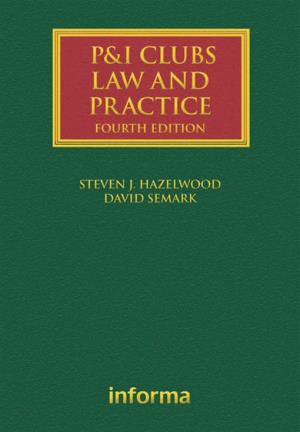 P&I CLUBS
LAW AND
PRACTICE
FOURTH EDITION
STEVEN J. HAZELWOOD
DAVID SEMARK
informa